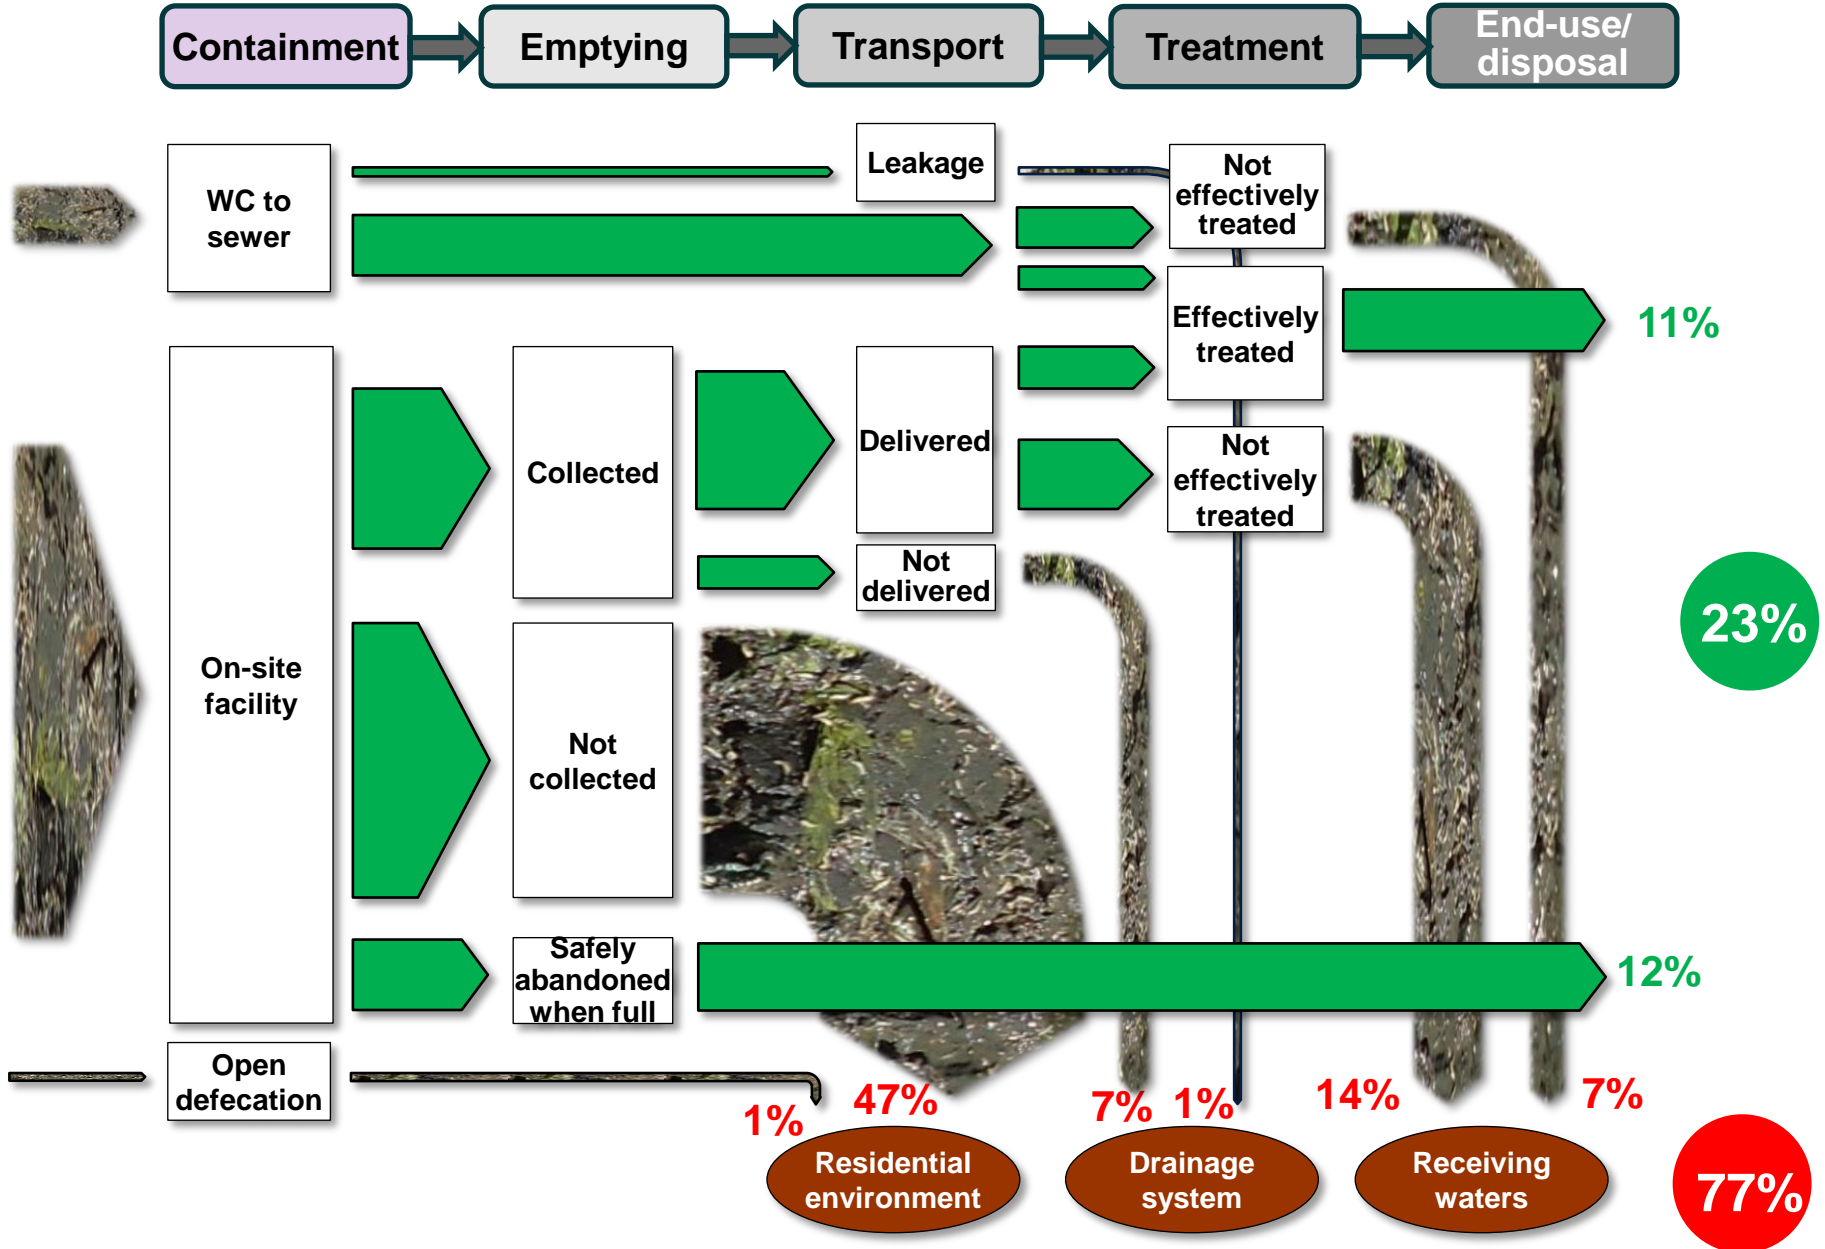 Containment
Emptying
Transport
Treatment
End-use/
disposal
WC to
sewer
Leakage
Not
effectively
treated
Effectively
treated
11%
On-site
facility
Collected
Delivered
Not
effectively
treated
Not
delivered
23%
Not
collected
Safely
abandoned
when full
12%
Open
defecation
1%
47%
7%
1%
14%
7%
Residential
environment
Drainage
system
Receiving
waters
77%